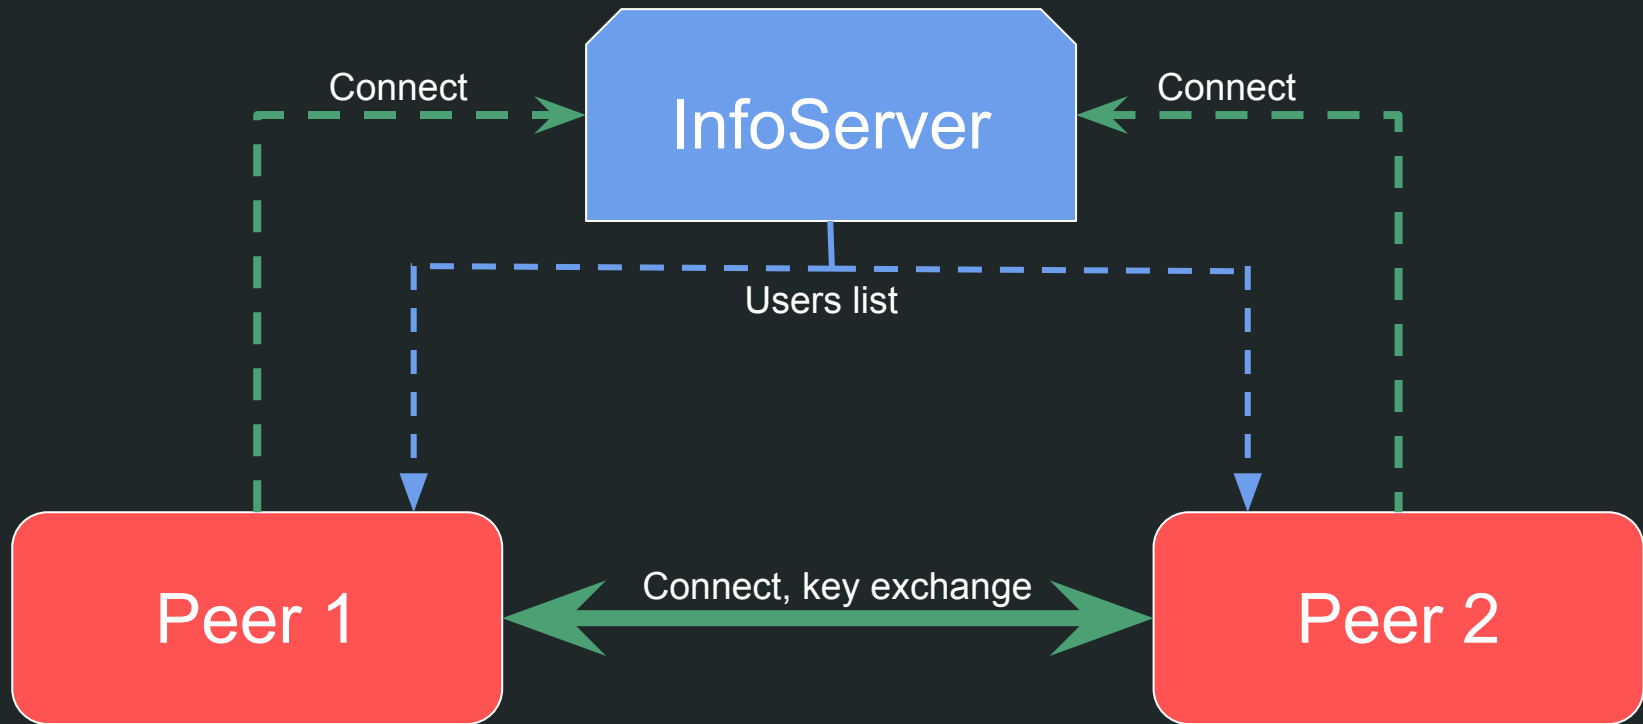 Connect
InfoServer
Connect
Users list
Connect, key exchange
Peer 1
Peer 2